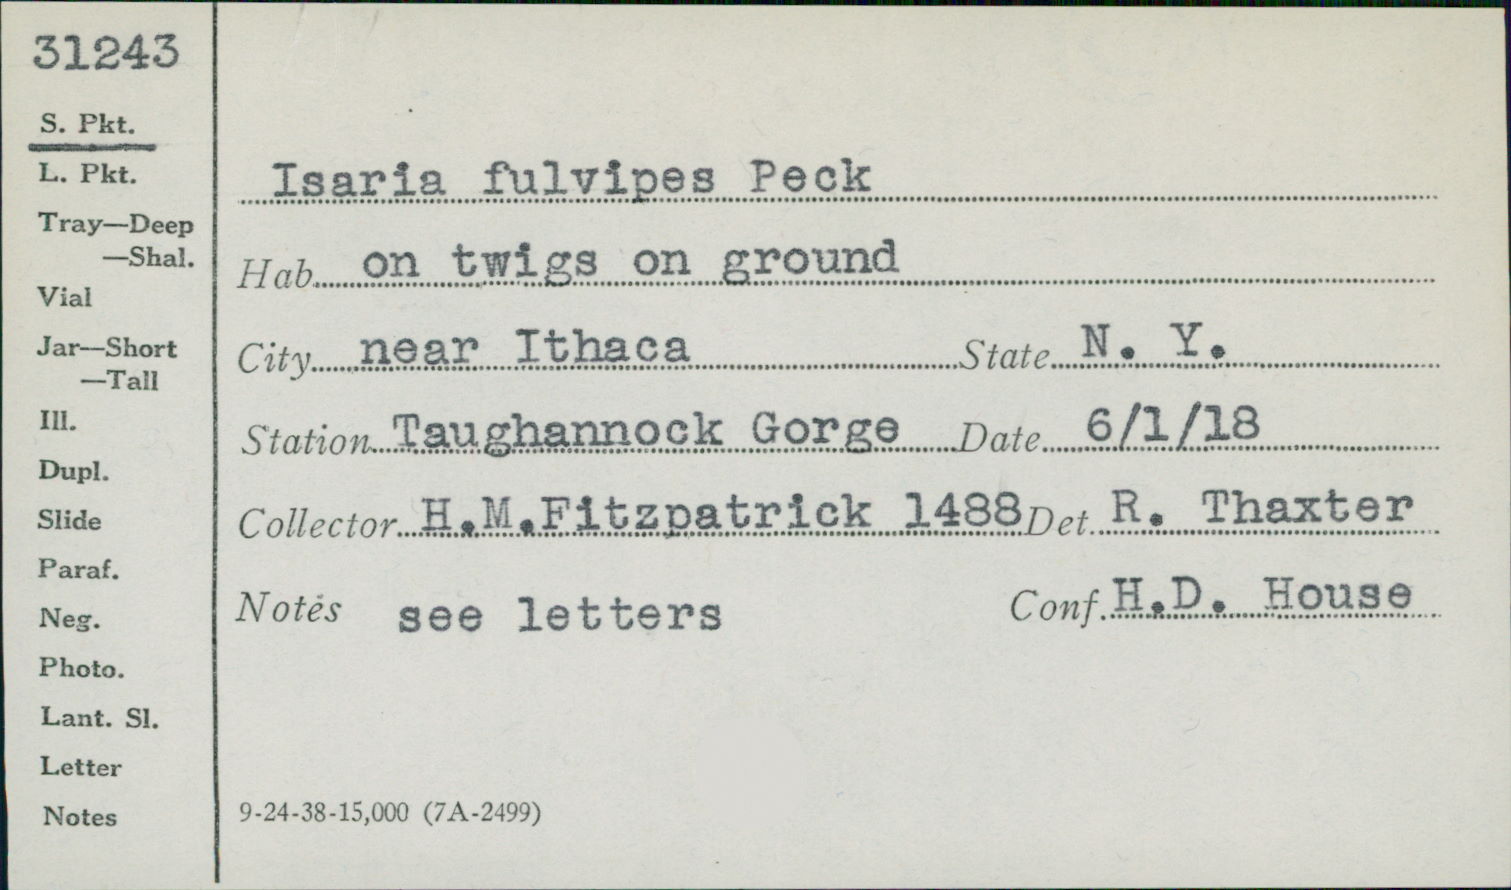 31243
S. Pkt.
L. Pkt.
Tray—Deep
—Shal.
Vial
Jar—Short
—Tall
Ill.
Dupl.
Slide
Paraf.
Neg.
Photo.
Lant. Sl.
Letter
Notes
Isaria fulvipes Peck
Hab. on twigs on ground
City near Ithaca State N. Y.
Station Taughannock Gorge Date 6/1/18
Collector H.M.Fitzpatrick 1488 Det. R. Thaxter
Notes see letters Conf. H.D. House
9-24-38-15,000 (7A-2499)